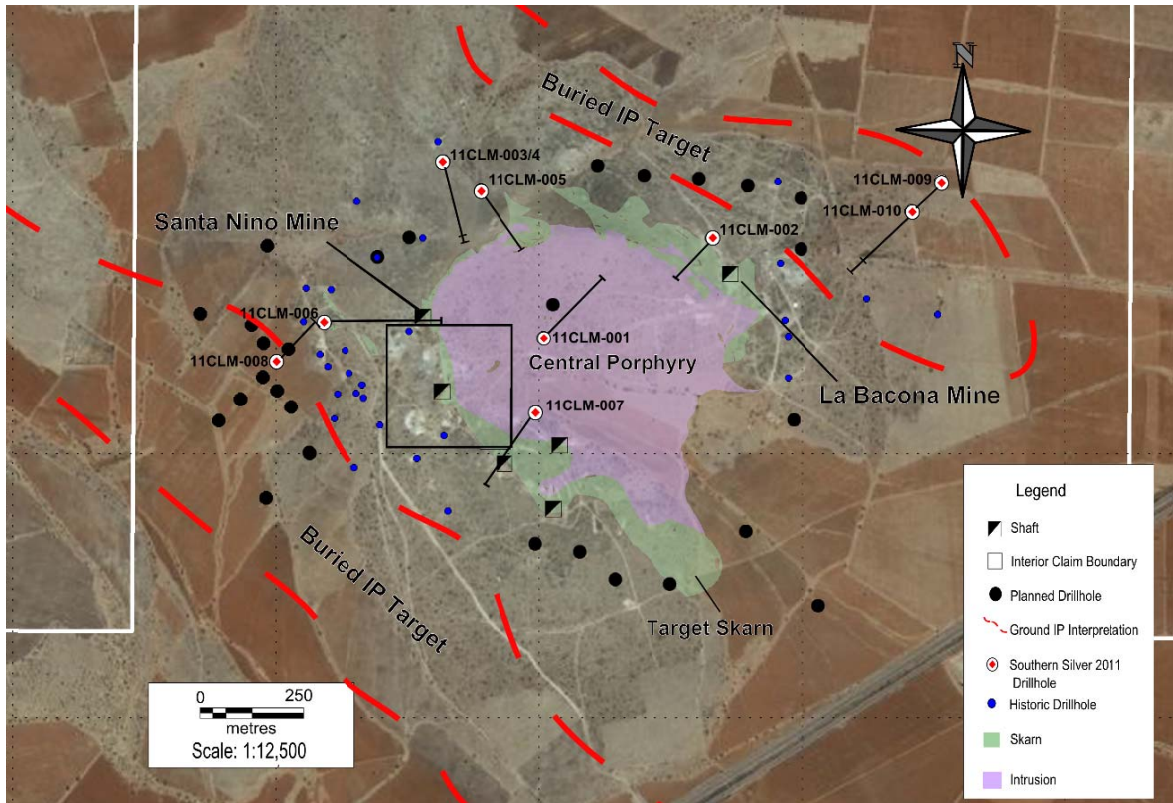 N
Buried IP Target
11CLM-003/4
11CLM-005
11CLM-009
11CLM-010
Santa Nino Mine
11CLM-002
11CLM-006
11CLM-001
11CLM-008
Central Porphyry
La Bacona Mine
11CLM-007
Buried IP Target
Target Skarn
0 250
metres
Scale: 1:12,500
Legend
Shaft
Interior Claim Boundary
Planned Drillhole
Ground IP Interpretation
Southern Silver 2011
Drillhole
Historic Drillhole
Skarn
Intrusion